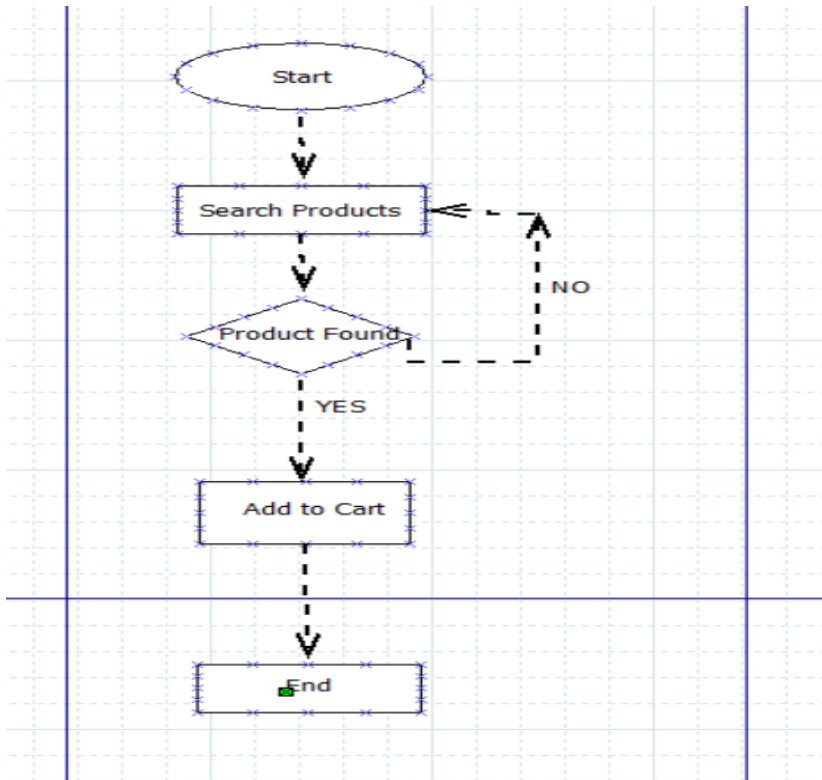 Start
Search Products
NO
Product Found
YES
Add to Cart
End